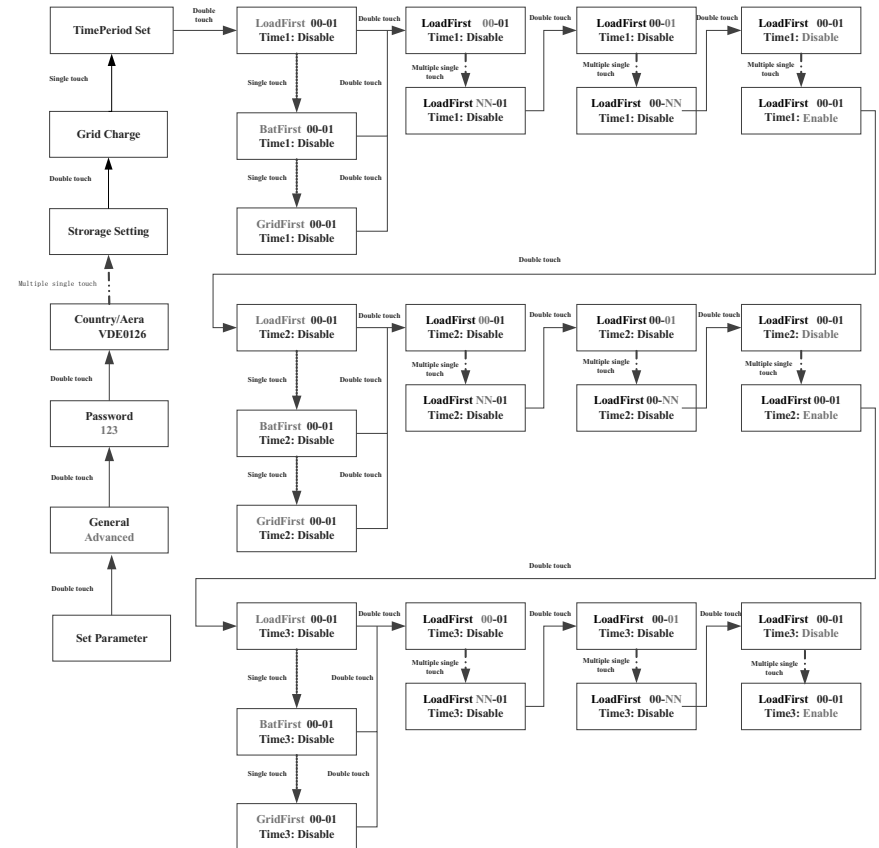 TimePeriod Set
Double
touch
LoadFirst 00-01
Time1: Disable
Double touch
LoadFirst 00-01
Time1: Disable
Double touch
LoadFirst 00-01
Time1: Disable
Double touch
LoadFirst 00-01
Time1: Disable
Single touch
Single touch
Double touch
Multiple single
touch
Multiple single
touch
Multiple single
touch
LoadFirst NN-01
Time1: Disable
LoadFirst 00-NN
Time1: Disable
LoadFirst 00-01
Time1: Enable
Grid Charge
BatFirst 00-01
Time1: Disable
Double touch
Single touch
Double touch
Strorage Setting
GridFirst 00-01
Time1: Disable
Double touch
Multiple single touch
Country/Aera
VDE0126
LoadFirst 00-01
Time2: Disable
Double touch
LoadFirst 00-01
Time2: Disable
Double touch
LoadFirst 00-01
Time2: Disable
Double touch
LoadFirst 00-01
Time2: Disable
Double touch
Single touch
Double touch
Multiple single
touch
Multiple single
touch
Multiple single
touch
LoadFirst NN-01
Time2: Disable
LoadFirst 00-NN
Time2: Disable
LoadFirst 00-01
Time2: Enable
Password
123
BatFirst 00-01
Time2: Disable
Double touch
Single touch
Double touch
General
Advanced
GridFirst 00-01
Time2: Disable
Double touch
Double touch
Set Parameter
LoadFirst 00-01
Time3: Disable
Double touch
LoadFirst 00-01
Time3: Disable
Double touch
LoadFirst 00-01
Time3: Disable
Double touch
LoadFirst 00-01
Time3: Disable
Single touch
Double touch
Multiple single
touch
Multiple single
touch
Multiple single
touch
LoadFirst NN-01
Time3: Disable
LoadFirst 00-NN
Time3: Disable
LoadFirst 00-01
Time3: Enable
BatFirst 00-01
Time3: Disable
Single touch
Double touch
GridFirst 00-01
Time3: Disable